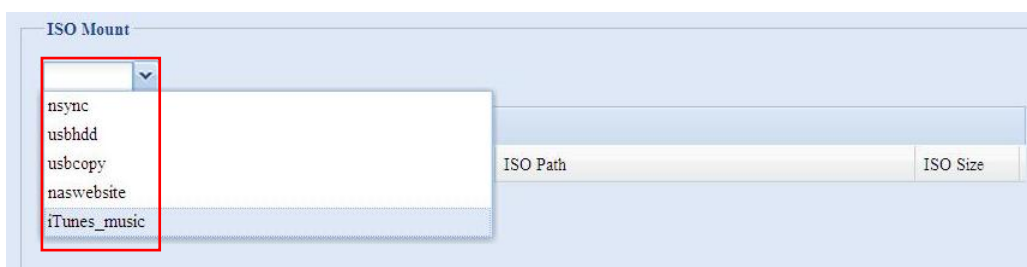 ISO Mount
nsync
usbhdd
usbcopy
naswebsite
iTunes_music
ISO Path
ISO Size